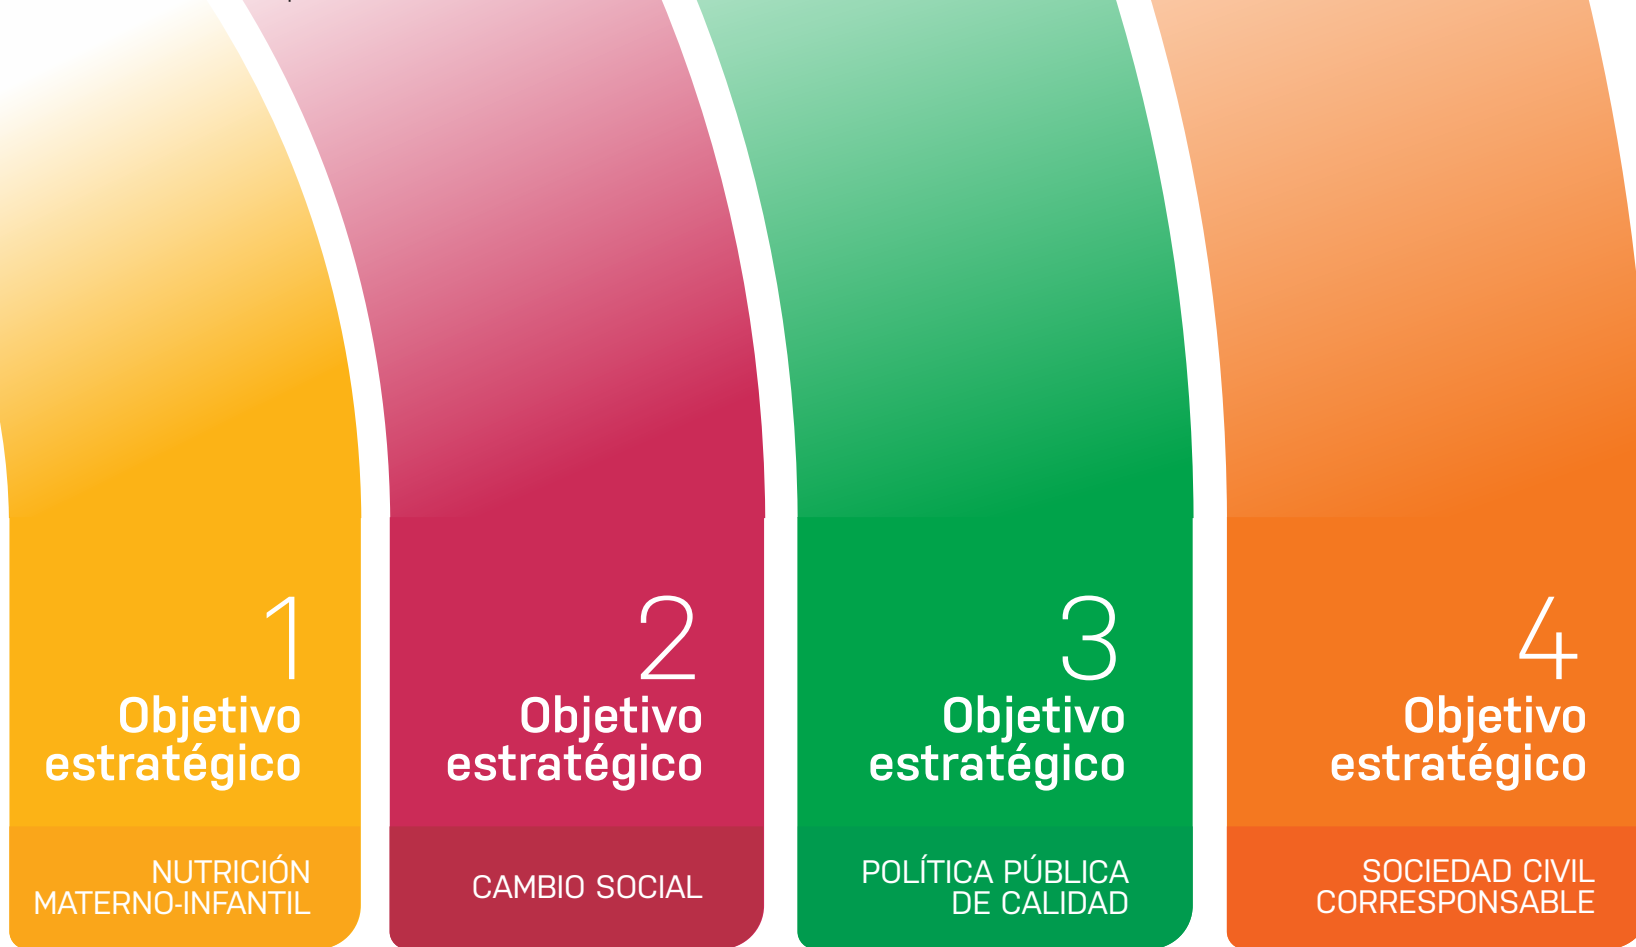 1
Objetivo
estratégico
NUTRICIÓN
MATERNO-INFANTIL
2
Objetivo
estratégico
CAMBIO SOCIAL
3
Objetivo
estratégico
POLÍTICA PÚBLICA
DE CALIDAD
4
Objetivo
estratégico
SOCIEDAD CIVIL
CORRESPONSABLE